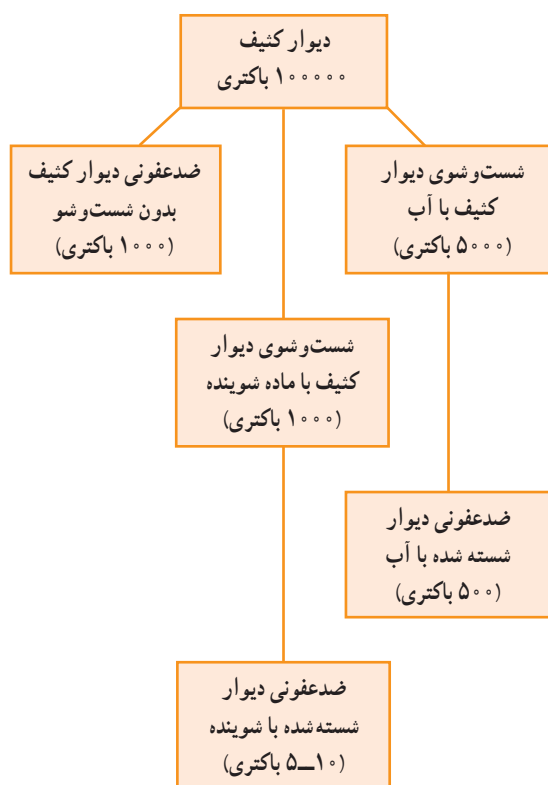 دیوار کثیف
۱۰۰۰۰۰ باکتری
شست‌وشوی دیوار
کثیف با آب
(۵۰۰۰ باکتری)
ضدعفونی دیوار کثیف
بدون شست‌وشو
(۱۰۰۰ باکتری)
شست‌وشوی دیوار
کثیف با ماده شوینده
(۱۰۰۰ باکتری)
ضدعفونی دیوار
شسته شده با آب
(۵۰۰ باکتری)
ضدعفونی دیوار
شسته‌شده با شوینده
(۱۰–۵ باکتری)